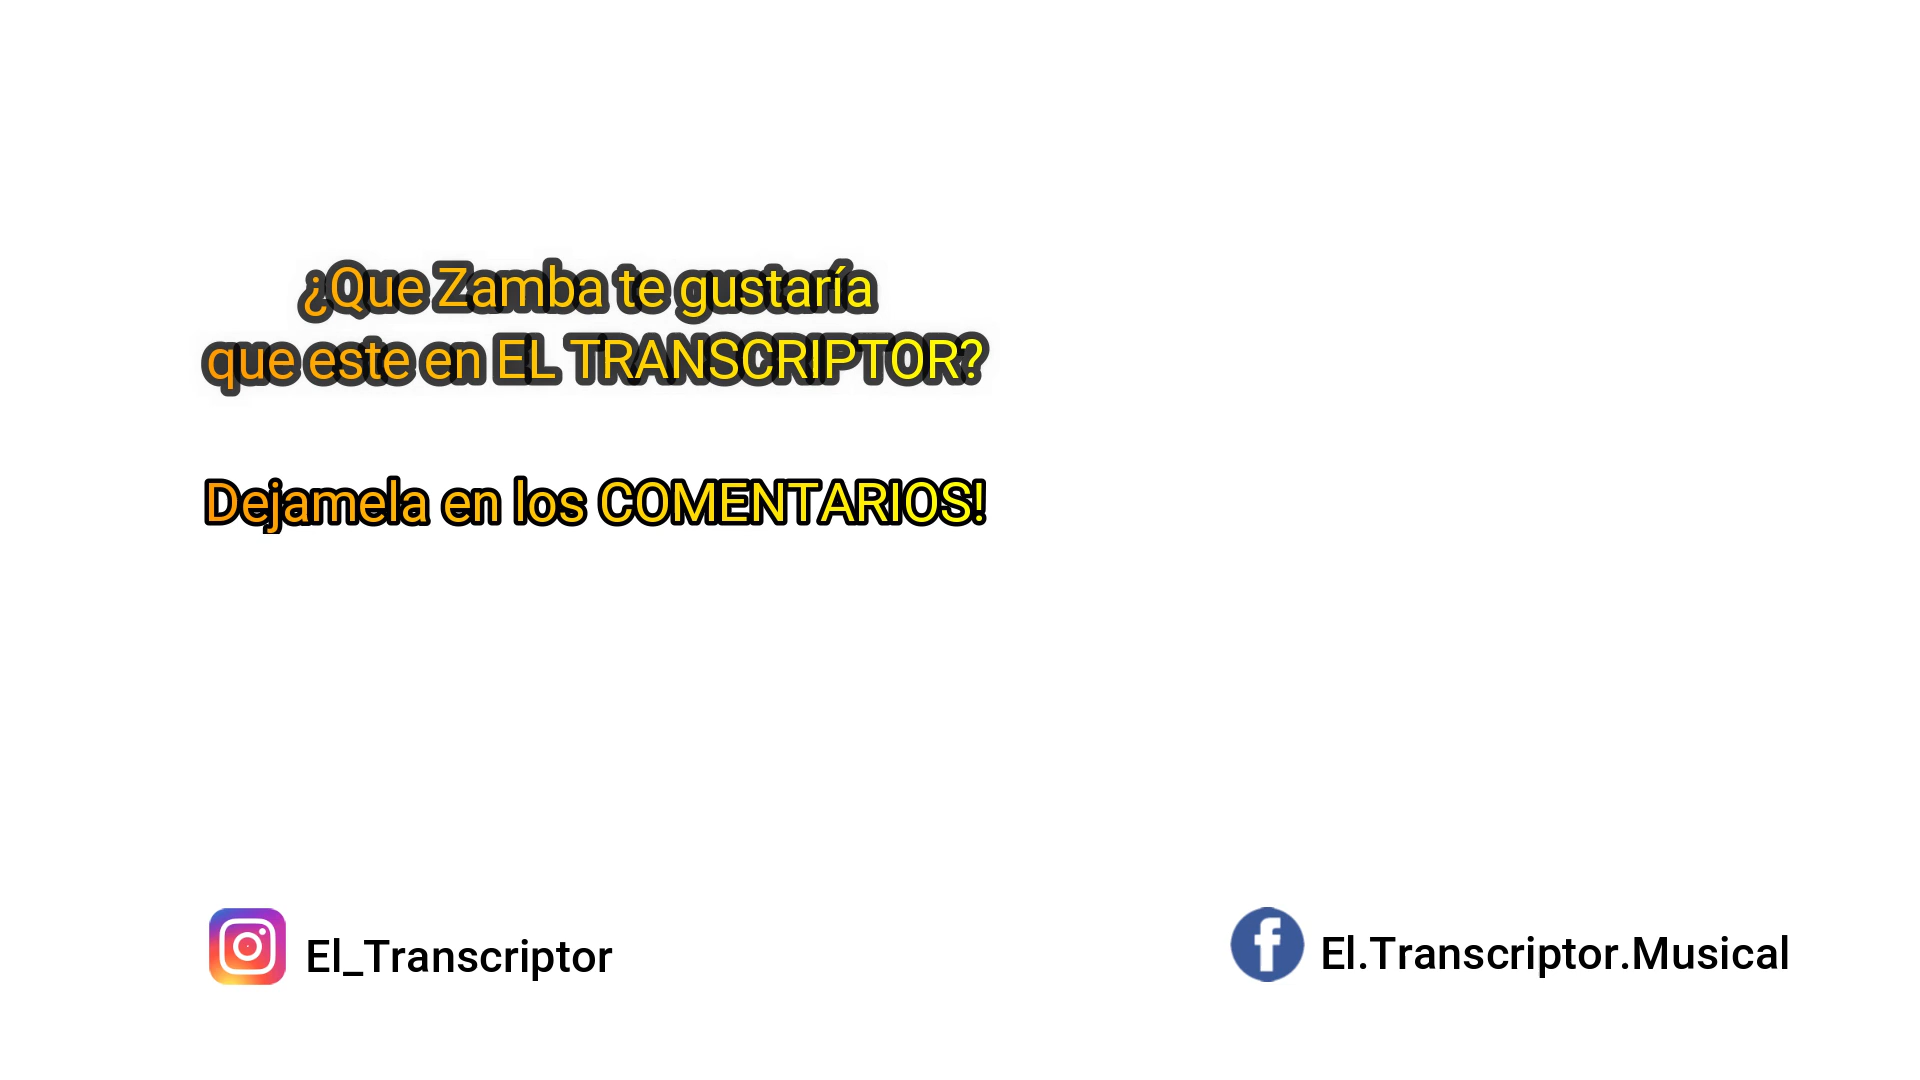 ¿Que Zamba te gustaría
que este en EL TRANSCRIPTOR?
Dejamela en los COMENTARIOS!
El_Transcriptor
El.Transcriptor.Musical